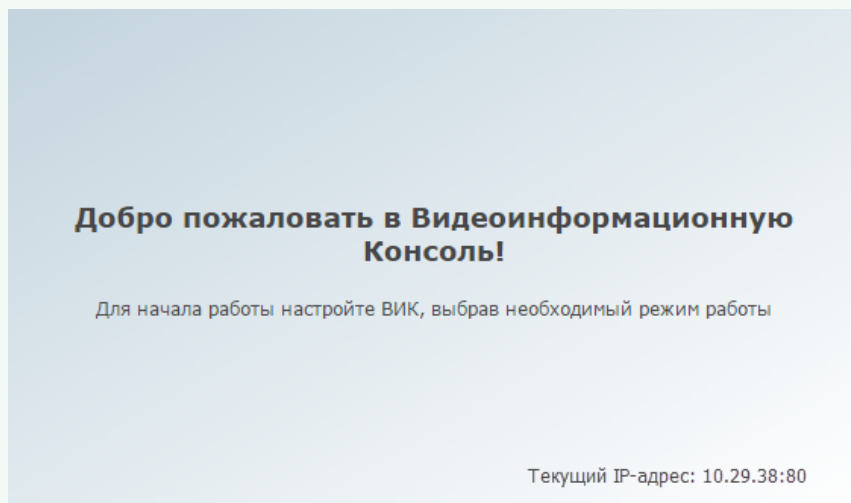 Добро пожаловать в Видеоинформационную
Консоль!
Для начала работы настройте ВИК, выбрав необходимый режим работы
Текущий IP-адрес: 10.29.38:80